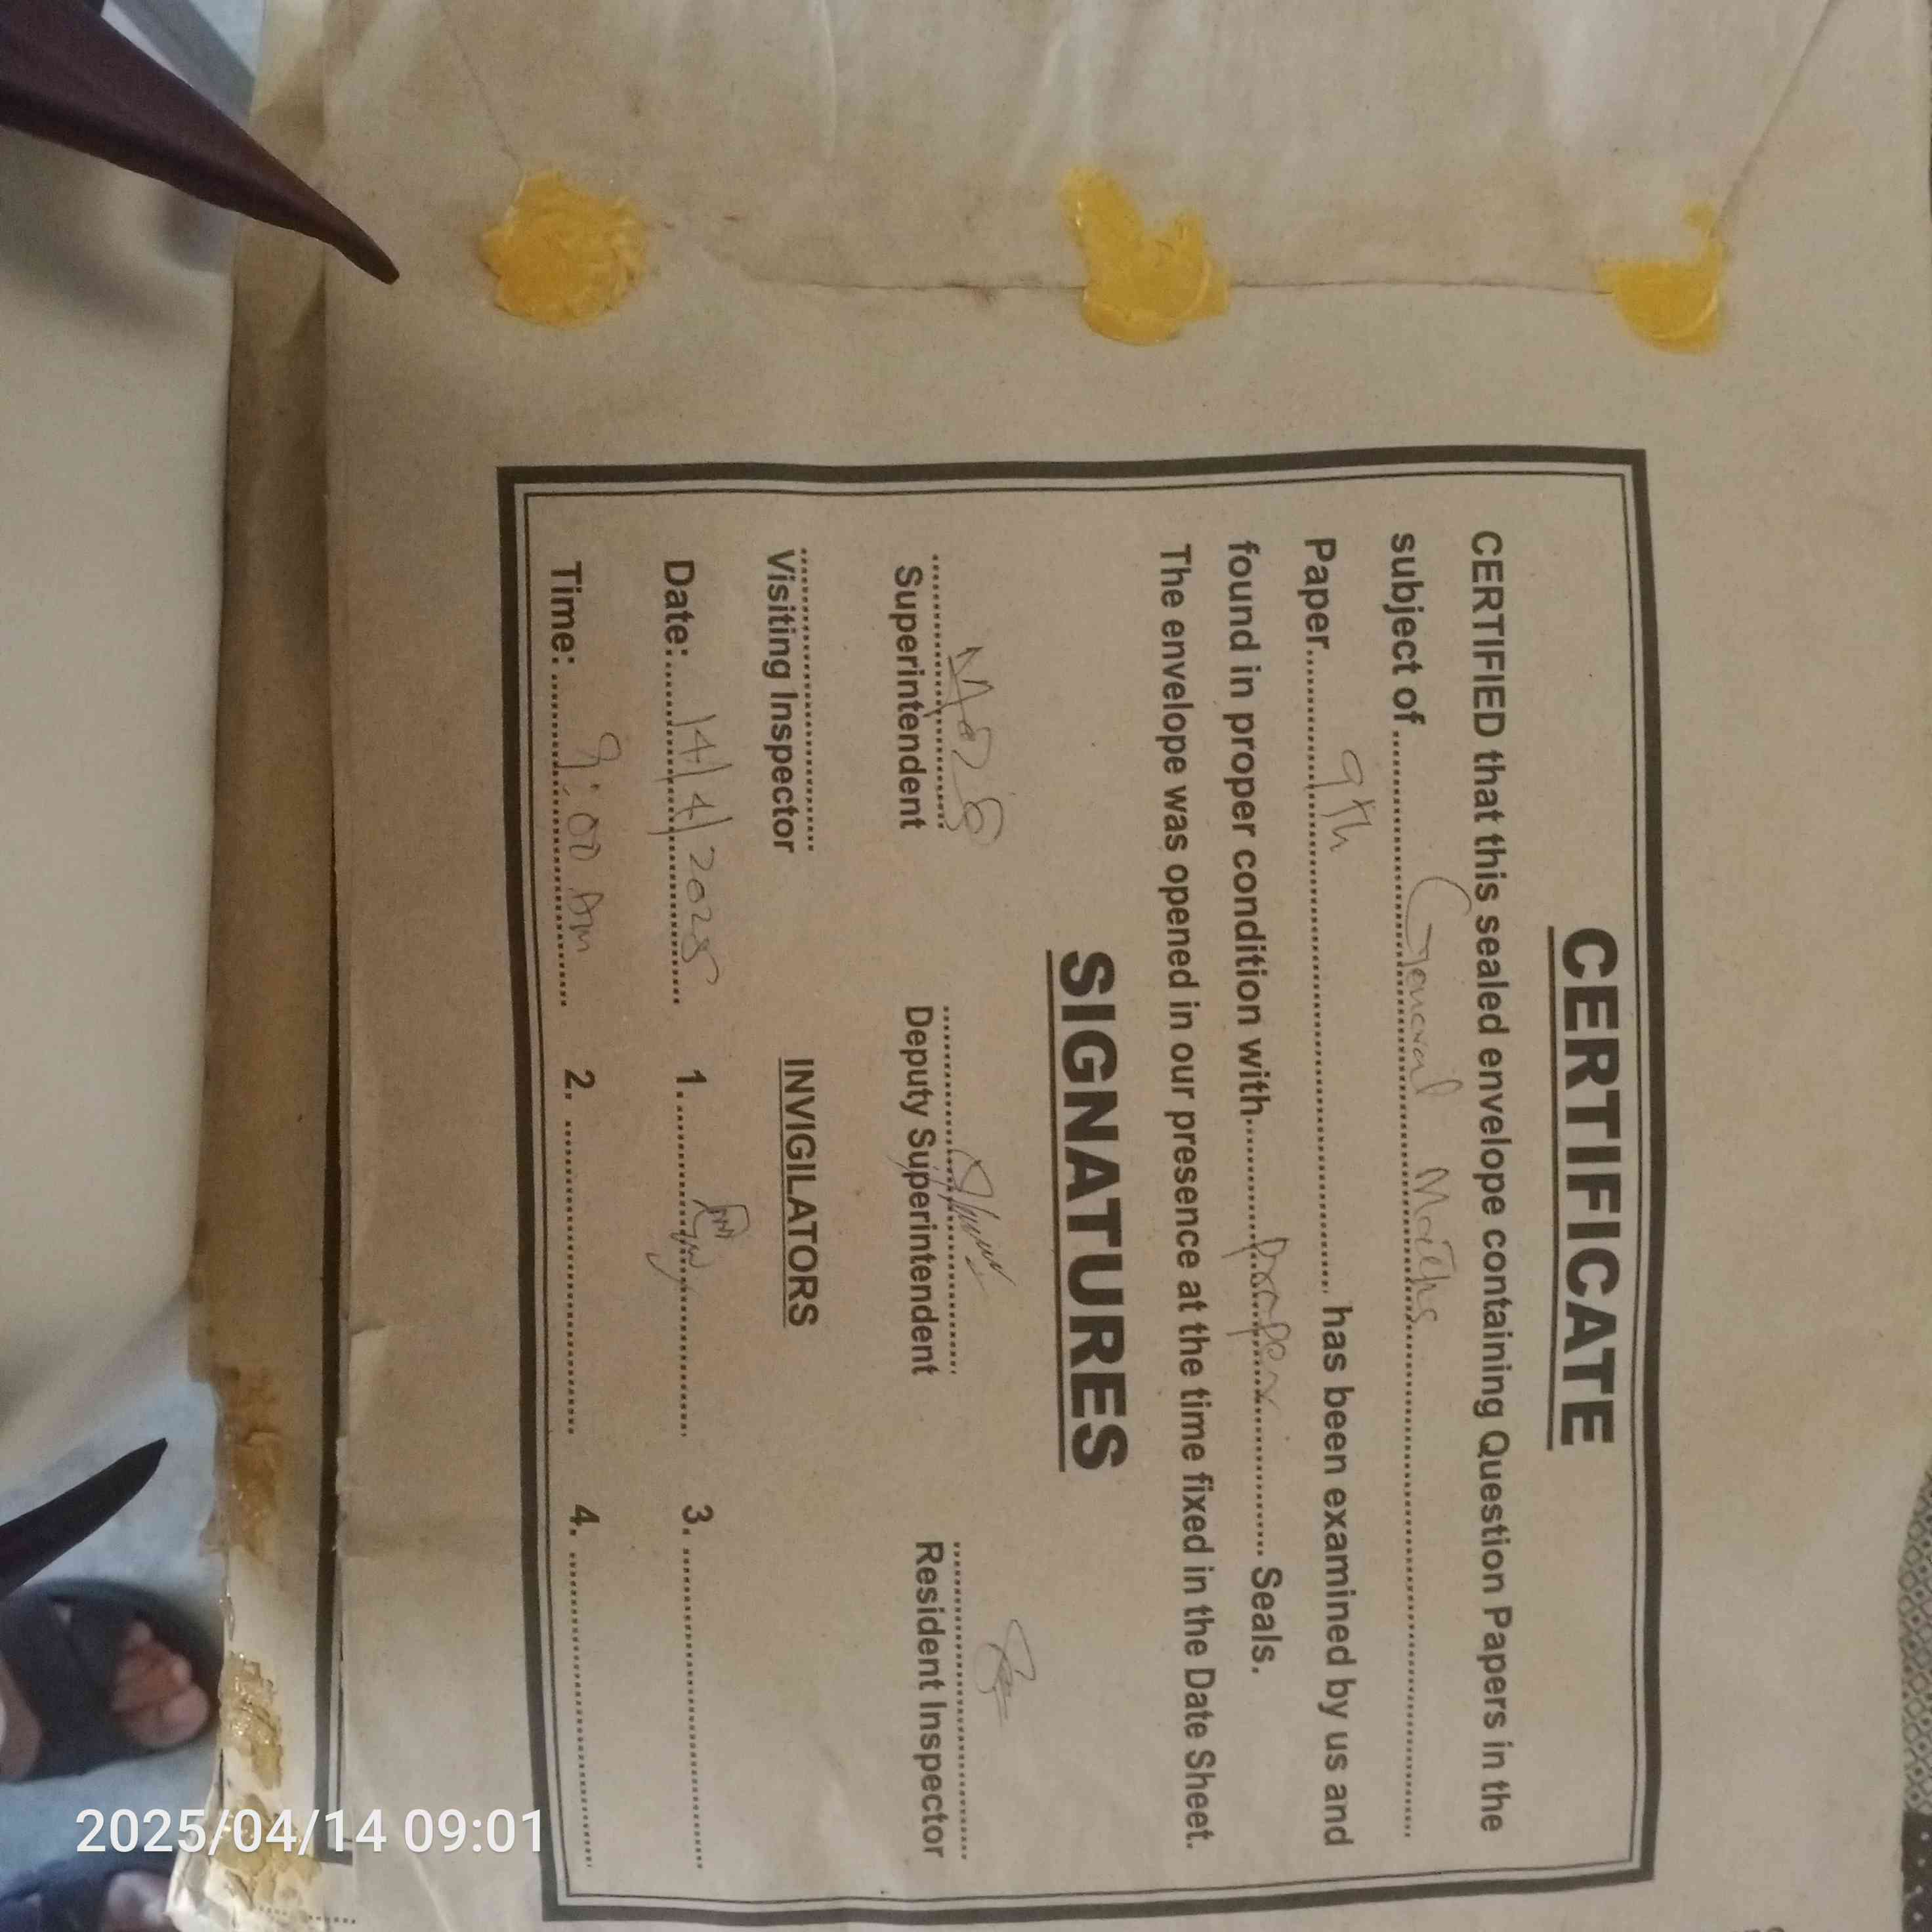 CERTIFICATE
CERTIFIED that this sealed envelope containing Question Papers in the
subject of General Maths
Paper 9th has been examined by us and
found in proper condition with proper Seals.
The envelope was opened in our presence at the time fixed in the Date Sheet.
SIGNATURES
Superintendent Deputy Superintendent Resident Inspector
Visiting Inspector INVIGILATORS
Date: 14/4/2025 1. 3.
Time: 9:00 Am 2. 4.
2025/04/14 09:01